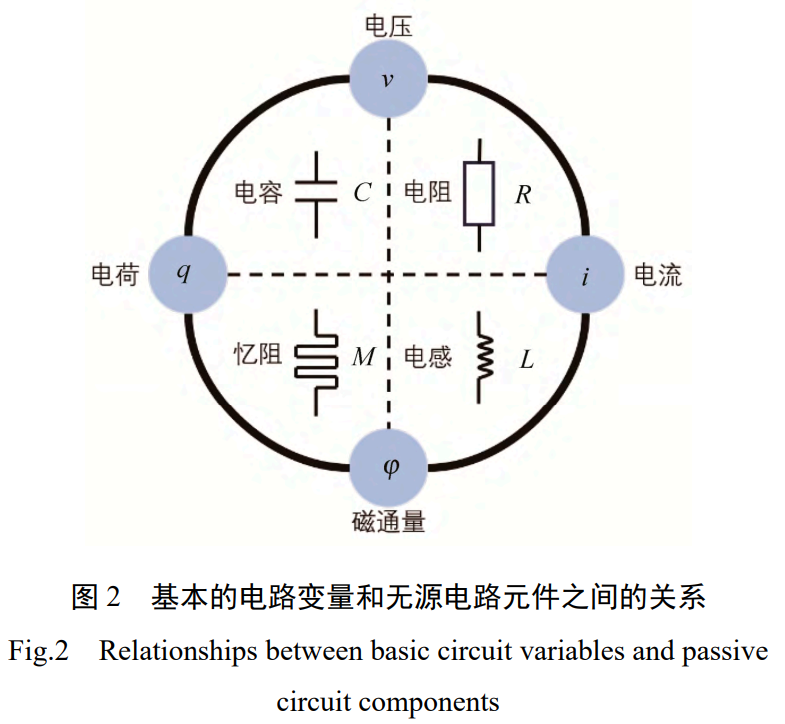 电压
v
电容 C 电阻 R
电荷 q i 电流
忆阻 M 电感 L
φ
磁通量
图 2 基本的电路变量和无源电路元件之间的关系
Fig.2 Relationships between basic circuit variables and passive
circuit components